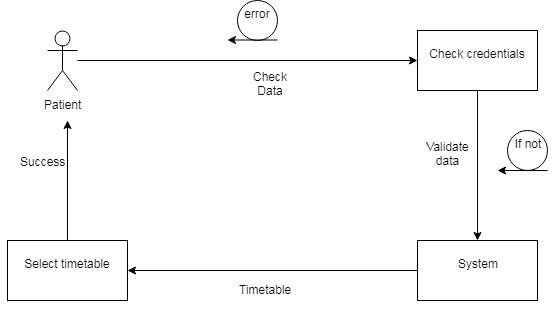 error
Check credentials
Check
Data
Patient
Validate
data
If not
Success
Select timetable
System
Timetable